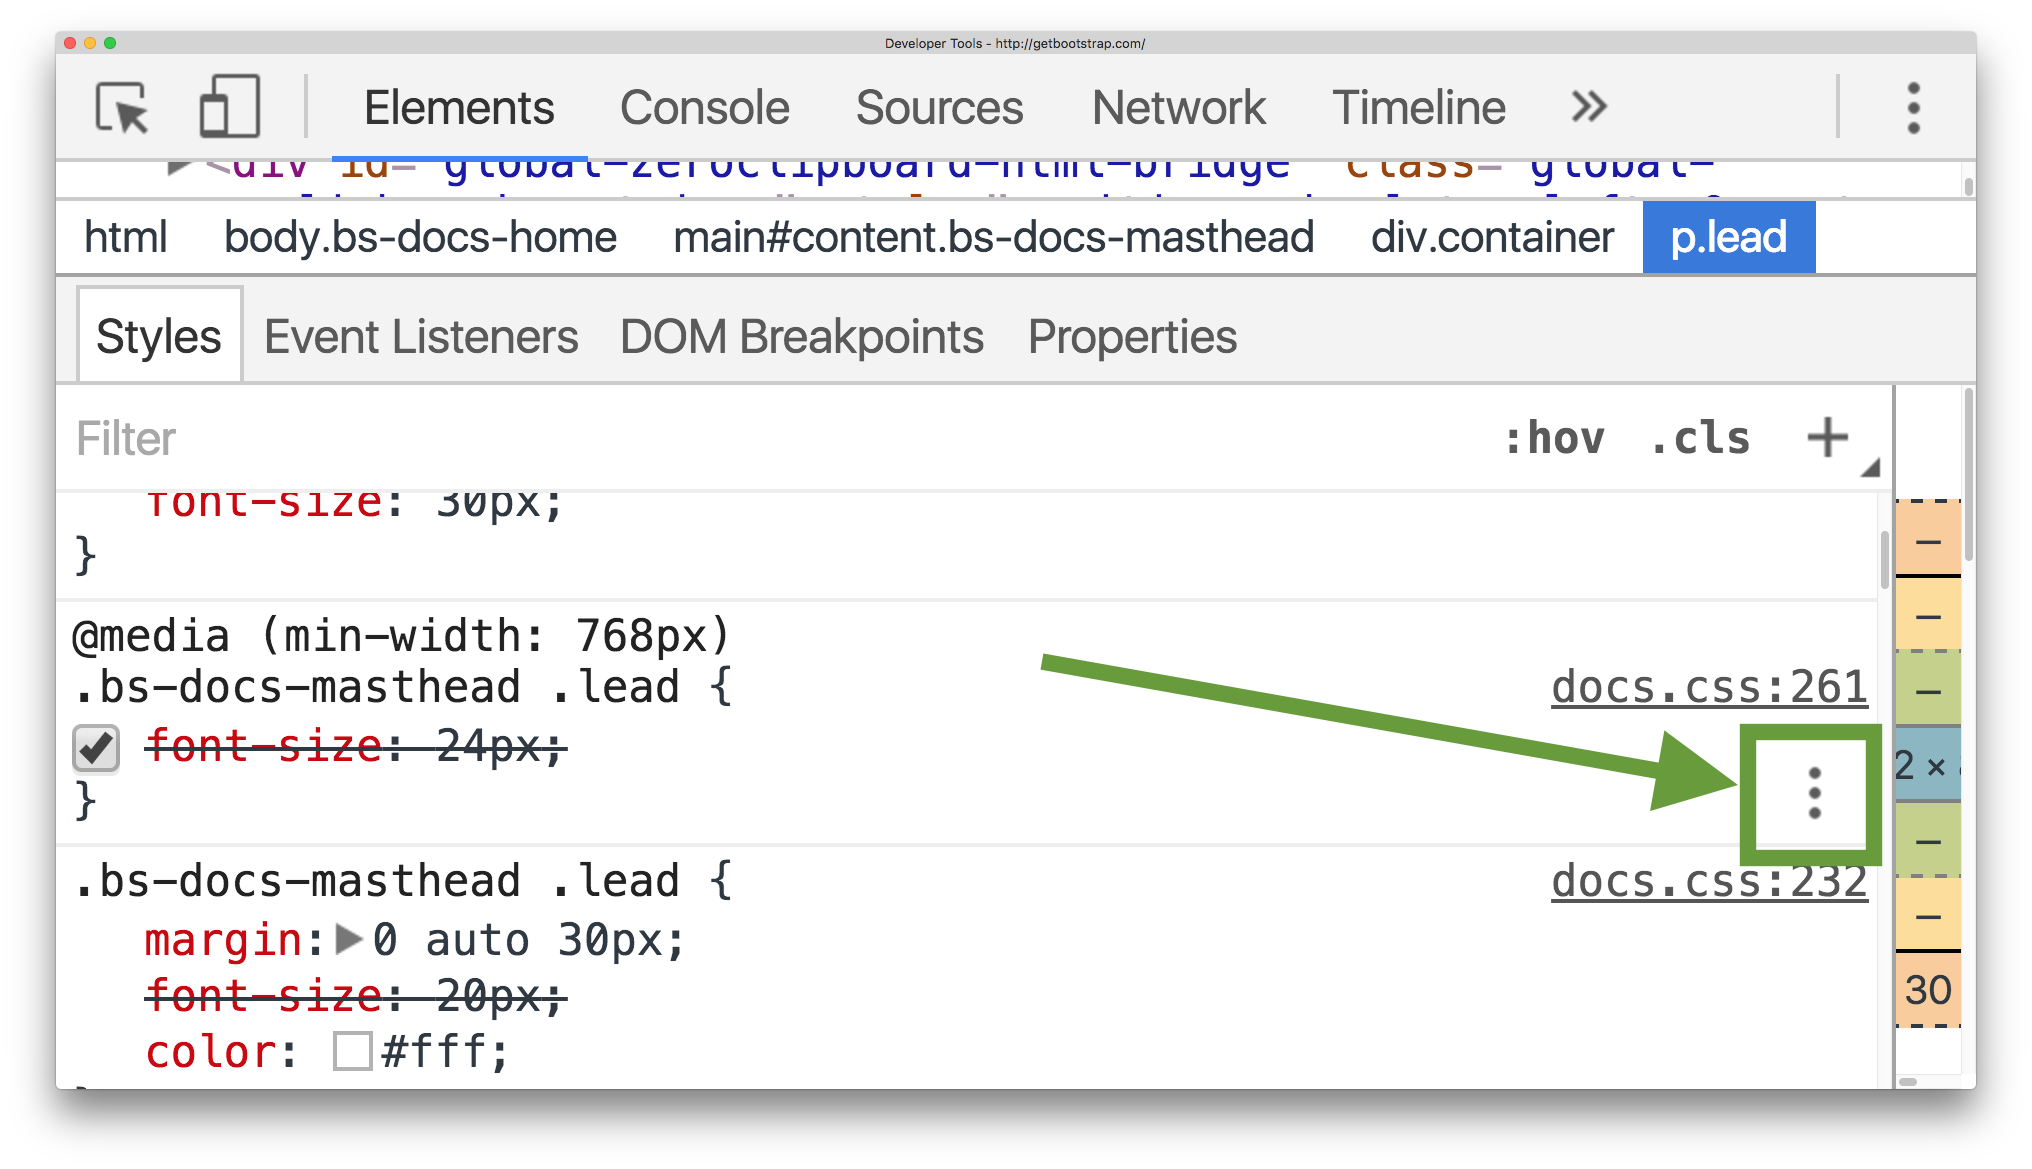 Developer Tools - http://getbootstrap.com/
Elements Console Sources Network Timeline »
<div id="global-zeroclipboard-html-bridge" class="global-
html body.bs-docs-home main#content.bs-docs-masthead div.container p.lead
Styles Event Listeners DOM Breakpoints Properties
Filter :hov .cls +
font-size: 30px;
}
@media (min-width: 768px)
.bs-docs-masthead .lead { docs.css:261
font-size: 24px;
}
.bs-docs-masthead .lead { docs.css:232
margin: 0 auto 30px;
font-size: 20px;
color: #fff;
–
–
–
2 ×
–
–
30